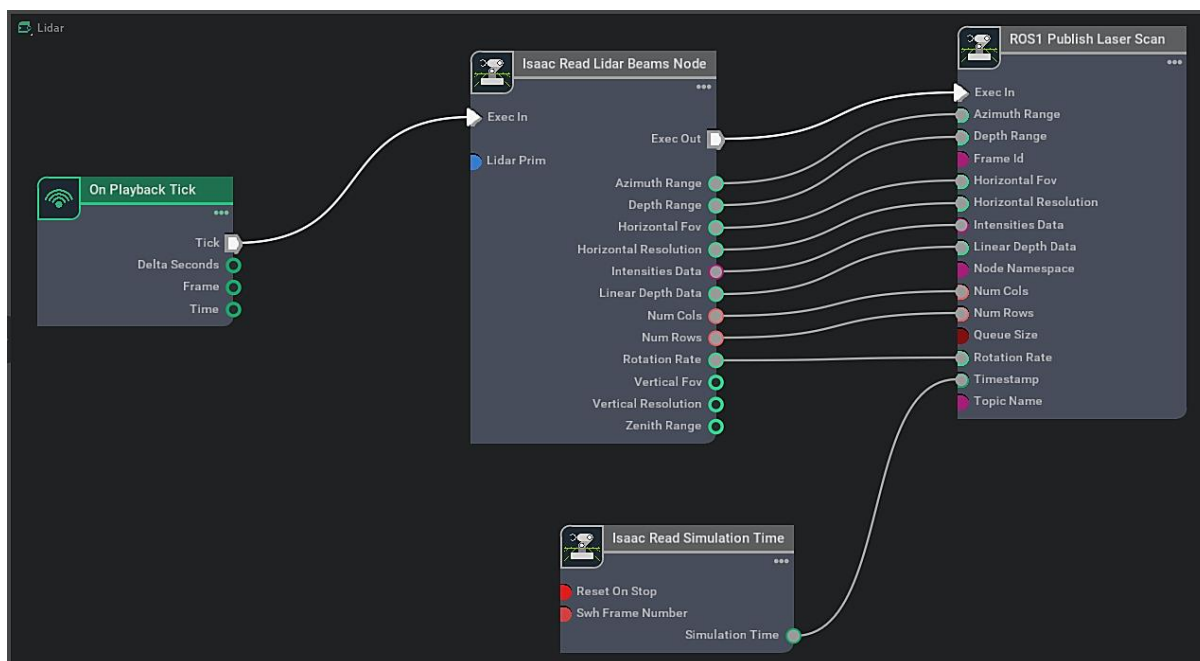 Lidar
On Playback Tick
Tick
Delta Seconds
Frame
Time
Isaac Read Lidar Beams Node
Exec In
Exec Out
Lidar Prim
Azimuth Range
Depth Range
Horizontal Fov
Horizontal Resolution
Intensities Data
Linear Depth Data
Num Cols
Num Rows
Rotation Rate
Vertical Fov
Vertical Resolution
Zenith Range
ROS1 Publish Laser Scan
Exec In
Azimuth Range
Depth Range
Frame Id
Horizontal Fov
Horizontal Resolution
Intensities Data
Linear Depth Data
Node Namespace
Num Cols
Num Rows
Queue Size
Rotation Rate
Timestamp
Topic Name
Isaac Read Simulation Time
Reset On Stop
Swh Frame Number
Simulation Time